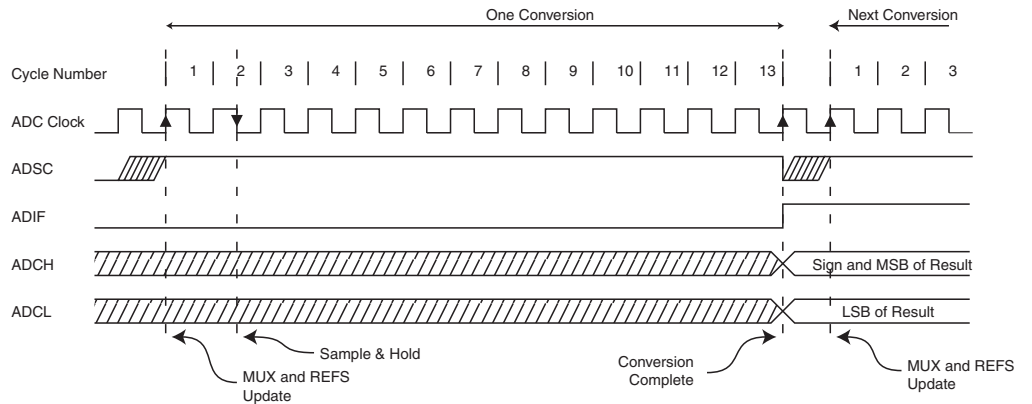 One Conversion
Next Conversion
Cycle Number
1 2 3 4 5 6 7 8 9 10 11 12 13 1 2 3
ADC Clock
ADSC
ADIF
ADCH
Sign and MSB of Result
ADCL
LSB of Result
Sample & Hold
MUX and REFS
Update
Conversion
Complete
MUX and REFS
Update